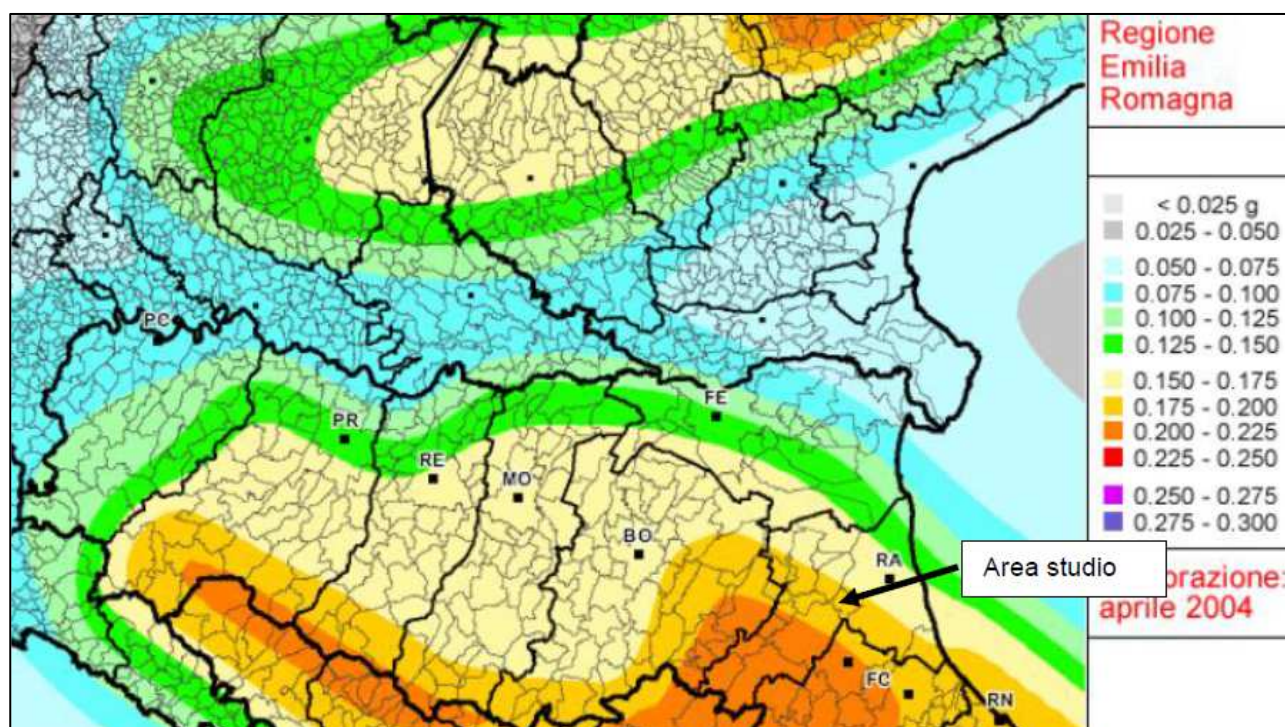 Regione
Emilia
Romagna
< 0.025 g
0.025 - 0.050
0.050 - 0.075
0.075 - 0.100
0.100 - 0.125
0.125 - 0.150
0.150 - 0.175
0.175 - 0.200
0.200 - 0.225
0.225 - 0.250
0.250 - 0.275
0.275 - 0.300
PC
PR
RE
MO
FE
BO
RA
Area studio
orazione:
aprile 2004
FC
RN